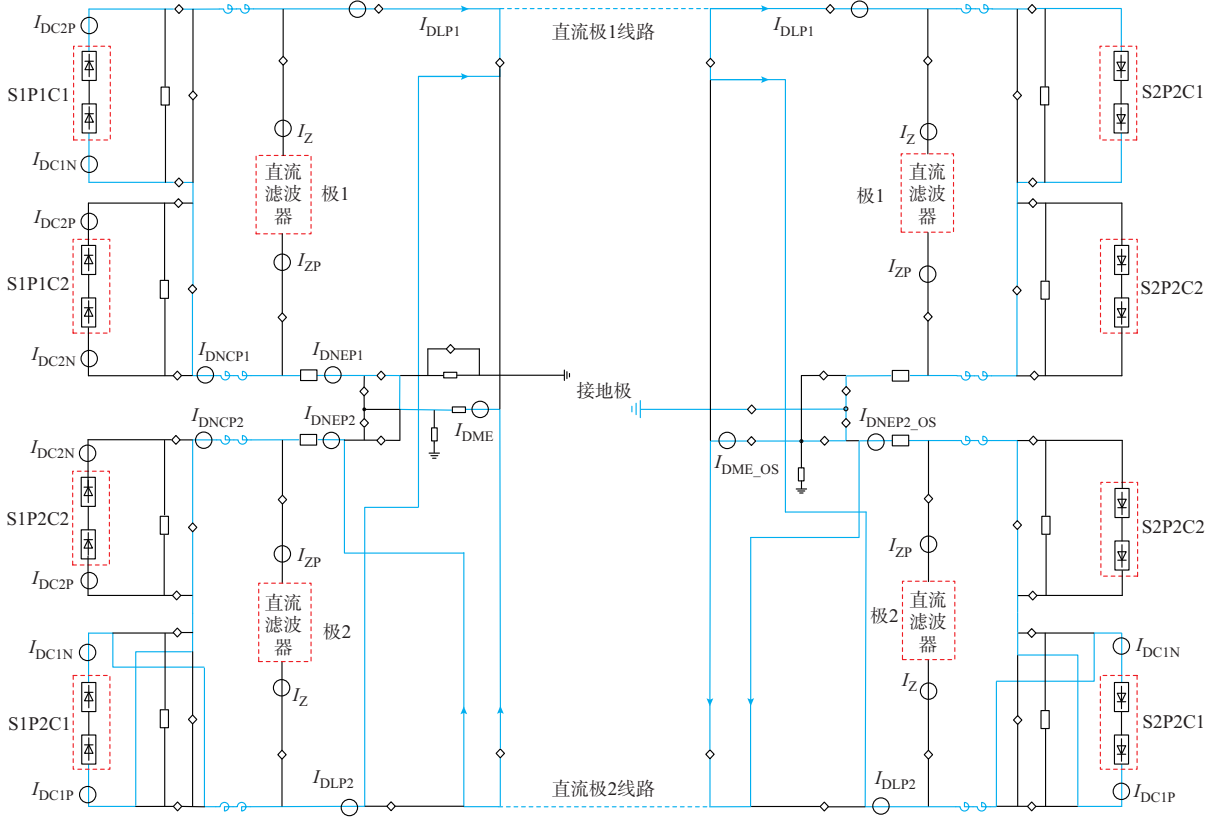 I_DC2P
I_DLP1
直流极1线路
I_DLP1
S1P1C1
S2P2C1
I_Z
I_Z
I_DC1N
直流
滤波
器
极1
极1
直流
滤波
器
I_DC2P
S1P1C2
I_ZP
I_ZP
S2P2C2
I_DC2N
I_DNCP1
I_DNEP1
接地极
I_DNCP2
I_DNEP2
I_DME
I_DNEP2_OS
I_DC2N
I_DME_OS
S1P2C2
S2P2C2
I_ZP
I_ZP
I_DC2P
直流
滤波
器
极2
极2
直流
滤波
器
I_DC1N
I_DC1N
I_Z
I_Z
S1P2C1
S2P2C1
I_DC1P
I_DLP2
直流极2线路
I_DLP2
I_DC1P